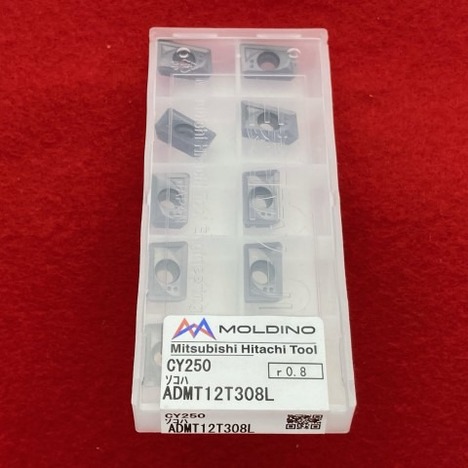 MOLDINO
Mitsubishi Hitachi Tool
CY250
r0.8
ソコハ
ADMT12T308L
CY250
ソコハ
ADMT12T308L